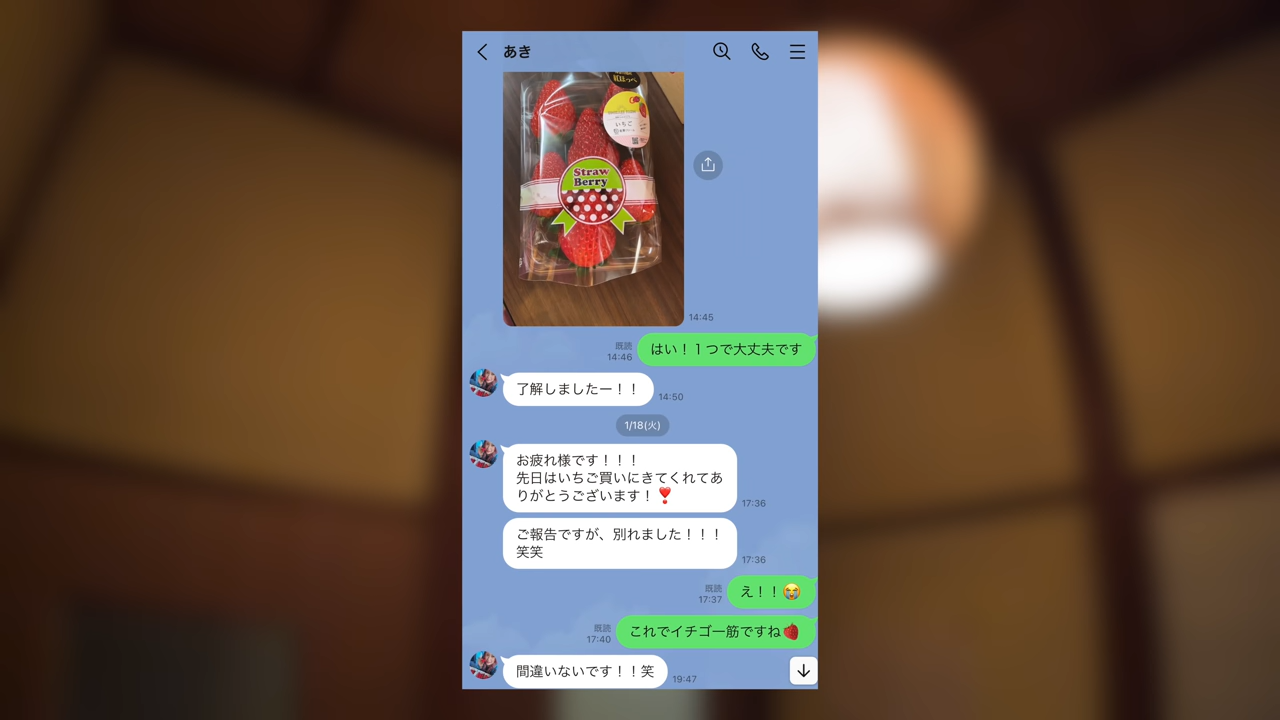 あき
Straw
Berry
いちご
14:45
既読
14:46
はい！１つで大丈夫です
了解しましたー！！
14:50
1/18(火)
お疲れ様です！！！
先日はいちご買いにきてくれてあ
りがとうございます！❣️
17:36
ご報告ですが、別れました！！！
笑笑
17:36
既読
17:37
え！！😭
既読
17:40
これでイチゴ一筋ですね🍓
間違いないです！！笑
19:47